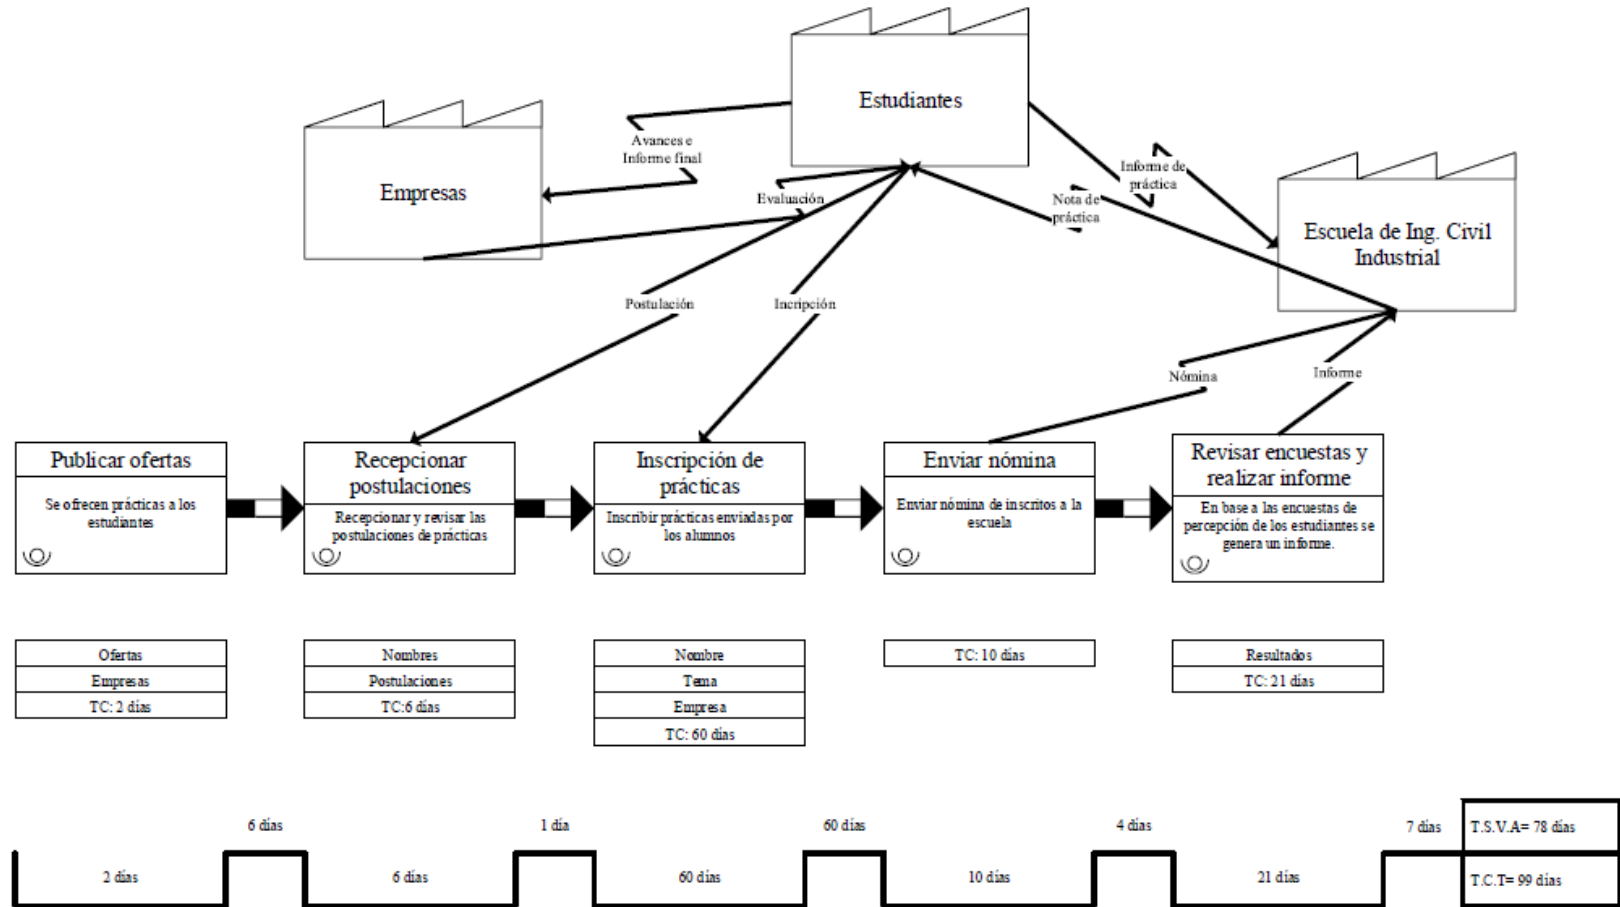 Estudiantes
Empresas
Avances e
Informe final
Evaluación
Informe de
práctica
Nota de
práctica
Escuela de Ing. Civil
Industrial
Postulación
Incripción
Nómina
Informe
Publicar ofertas
Se ofrecen prácticas a los
estudiantes
Recepcionar
postulaciones
Recepcionar y revisar las
postulaciones de prácticas
Inscripción de
prácticas
Inscribir prácticas enviadas por
los alumnos
Enviar nómina
Enviar nómina de inscritos a la
escuela
Revisar encuestas y
realizar informe
En base a las encuestas de
percepción de los estudiantes se
genera un informe.
Ofertas
Empresas
TC: 2 días
Nombres
Postulaciones
TC:6 días
Nombre
Tema
Empresa
TC: 60 días
TC: 10 días
Resultados
TC: 21 días
6 días
1 día
60 días
4 días
7 días
T.S.V.A= 78 días
2 días
6 días
60 días
10 días
21 días
T.C.T= 99 días